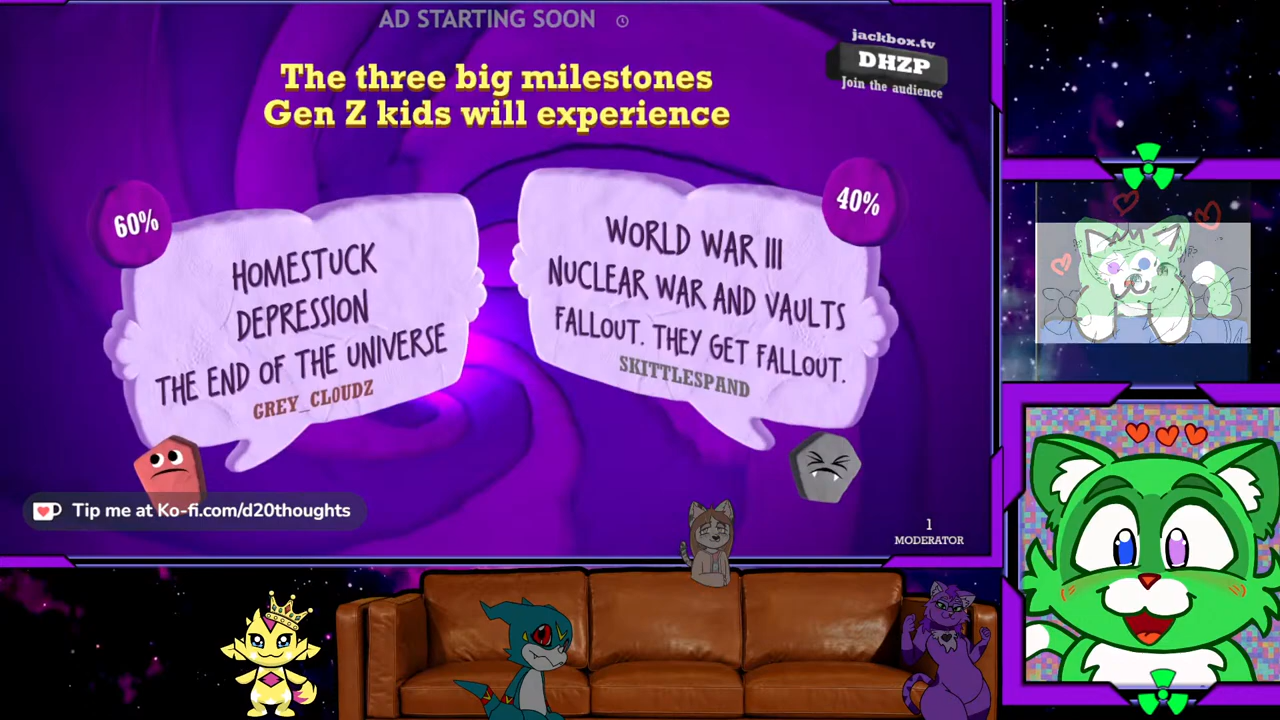 AD STARTING SOON
jackbox.tv
DHZP
Join the audience
The three big milestones
Gen Z kids will experience
60%
HOMESTUCK
DEPRESSION
THE END OF THE UNIVERSE
GREY_CLOUDZ
40%
WORLD WAR III
NUCLEAR WAR AND VAULTS
FALLOUT. THEY GET FALLOUT.
SKITTLESPAND
Tip me at Ko-fi.com/d20thoughts
1
MODERATOR